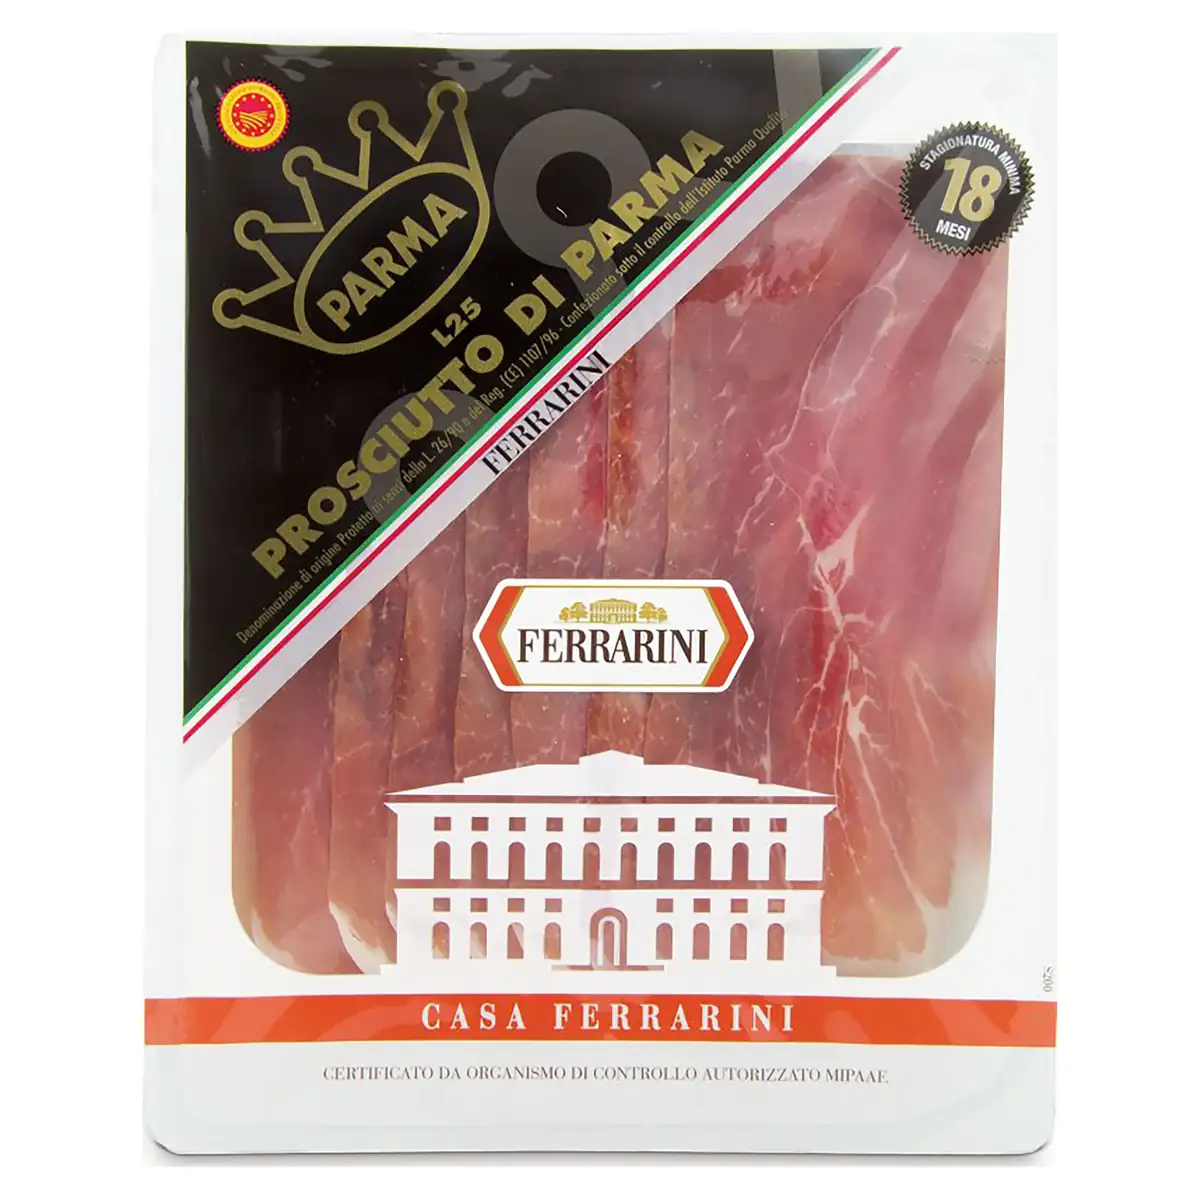 PARMA
L25
PROSCIUTTO DI PARMA
Denominazione di origine Protetta ai sensi della L. 26/90 e del Reg. (CE) 1107/96 - Confezionato sotto il controllo dell'Istituto Parma Qualità
FERRARINI
STAGIONATURA MINIMA
18
MESI
FERRARINI
CASA FERRARINI
CERTIFICATO DA ORGANISMO DI CONTROLLO AUTORIZZATO MIPAAF.